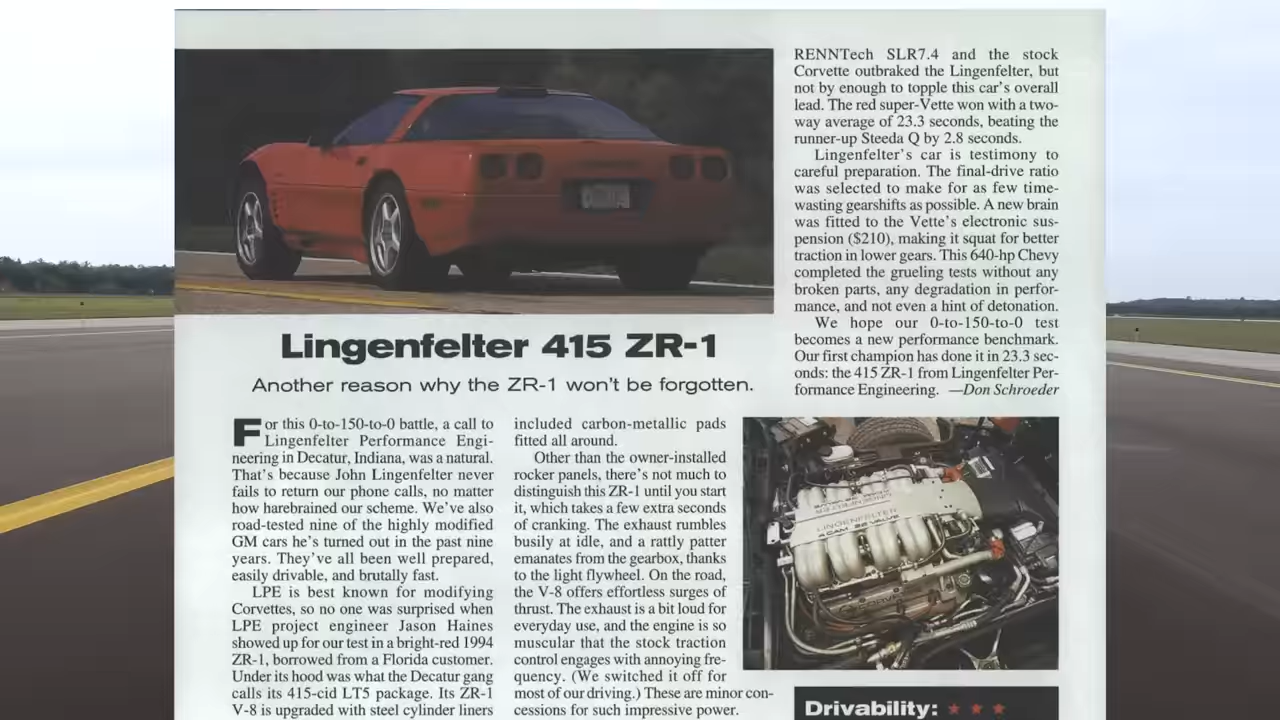 Lingenfelter 415 ZR-1
Another reason why the ZR-1 won't be forgotten.
For this 0-to-150-to-0 battle, a call to
Lingenfelter Performance Engi-
neering in Decatur, Indiana, was a natural.
That's because John Lingenfelter never
fails to return our phone calls, no matter
how harebrained our scheme. We've also
road-tested nine of the highly modified
GM cars he's turned out in the past nine
years. They've all been well prepared,
easily drivable, and brutally fast.
LPE is best known for modifying
Corvettes, so no one was surprised when
LPE project engineer Jason Haines
showed up for our test in a bright-red 1994
ZR-1, borrowed from a Florida customer.
Under its hood was what the Decatur gang
calls its 415-cid LT5 package. Its ZR-1
V-8 is upgraded with steel cylinder liners
included carbon-metallic pads
fitted all around.
Other than the owner-installed
rocker panels, there's not much to
distinguish this ZR-1 until you start
it, which takes a few extra seconds
of cranking. The exhaust rumbles
busily at idle, and a rattly patter
emanates from the gearbox, thanks
to the light flywheel. On the road,
the V-8 offers effortless surges of
thrust. The exhaust is a bit loud for
everyday use, and the engine is so
muscular that the stock traction
control engages with annoying fre-
quency. (We switched it off for
most of our driving.) These are minor con-
cessions for such impressive power.
RENNTech SLR7.4 and the stock
Corvette outbraked the Lingenfelter, but
not by enough to topple this car's overall
lead. The red super-Vette won with a two-
way average of 23.3 seconds, beating the
runner-up Steeda Q by 2.8 seconds.
Lingenfelter's car is testimony to
careful preparation. The final-drive ratio
was selected to make for as few time-
wasting gearshifts as possible. A new brain
was fitted to the Vette's electronic sus-
pension ($210), making it squat for better
traction in lower gears. This 640-hp Chevy
completed the grueling tests without any
broken parts, any degradation in perfor-
mance, and not even a hint of detonation.
We hope our 0-to-150-to-0 test
becomes a new performance benchmark.
Our first champion has done it in 23.3 sec-
onds: the 415 ZR-1 from Lingenfelter Per-
formance Engineering. —Don Schroeder
LINGENFELTER
4 CAM 32 VALVE
Drivability: ★ ★ ★